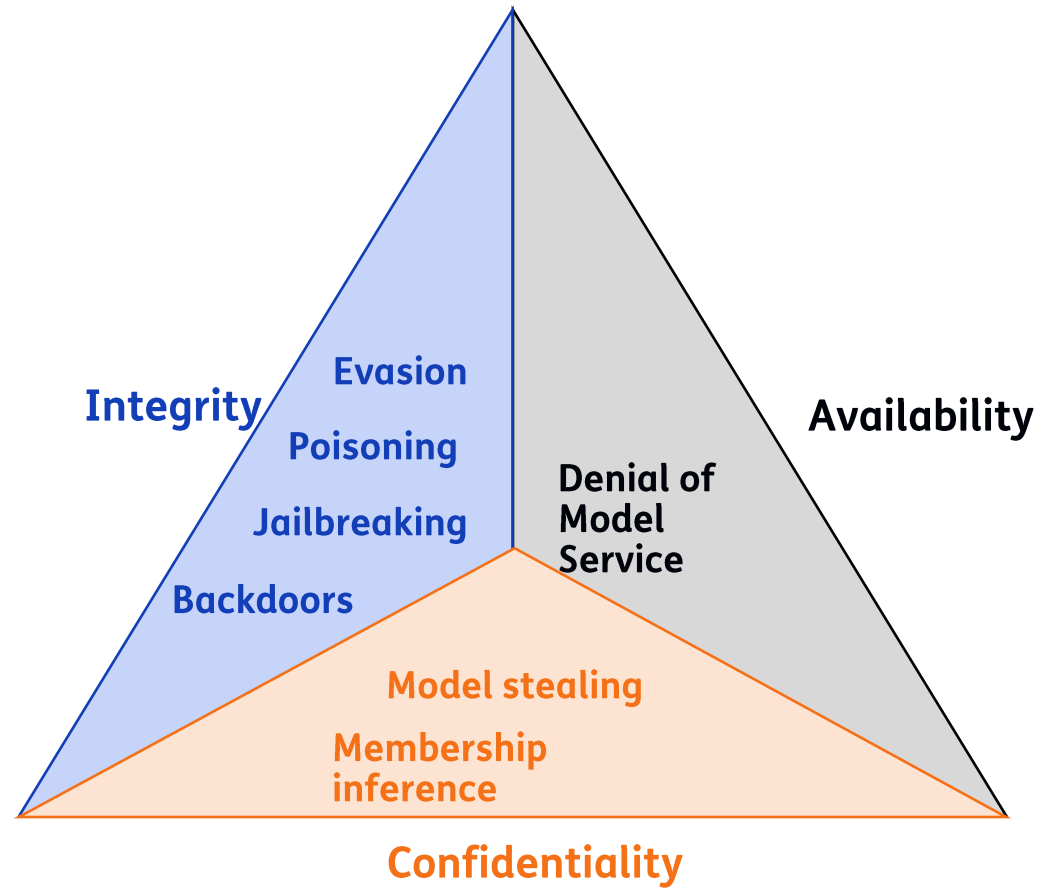 Integrity
Evasion
Poisoning
Jailbreaking
Backdoors
Availability
Denial of
Model
Service
Model stealing
Membership
inference
Confidentiality